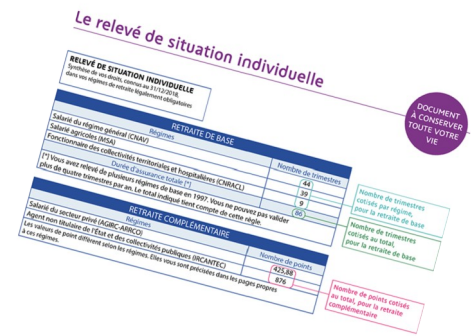 Le relevé de situation individuelle
RELEVÉ DE SITUATION INDIVIDUELLE
Synthèse de vos droits, connus au 31/12/2018,
dans vos régimes de retraite légalement obligatoires
DOCUMENT
À CONSERVER
TOUTE VOTRE
VIE
RETRAITE DE BASE
Régimes Nombre de trimestres
Salarié du régime général (CNAV) 44
Salarié agricoles (MSA) 39
Fonctionnaire des collectivités territoriales et hospitalières (CNRACL) 9
Durée d'assurance totale (*) 86
(*) Vous avez relevé de plusieurs régimes de base en 1997. Vous ne pouvez pas valider
plus de quatre trimestres par an. Le total indiqué tient compte de cette règle.
Nombre de trimestres
cotisés par régime,
pour la retraite de base
Nombre de trimestres
cotisés au total,
pour la retraite de base
RETRAITE COMPLÉMENTAIRE
Régimes Nombre de points
Salarié du secteur privé (AGIRC-ARRCO) 425,88
Agent non titulaire de l'État et des collectivités publiques (IRCANTEC) 876
Les valeurs de point diffèrent selon les régimes. Elles vous sont précisées dans les pages propres
à ces régimes.
Nombre de points cotisés
au total, pour la retraite
complémentaire